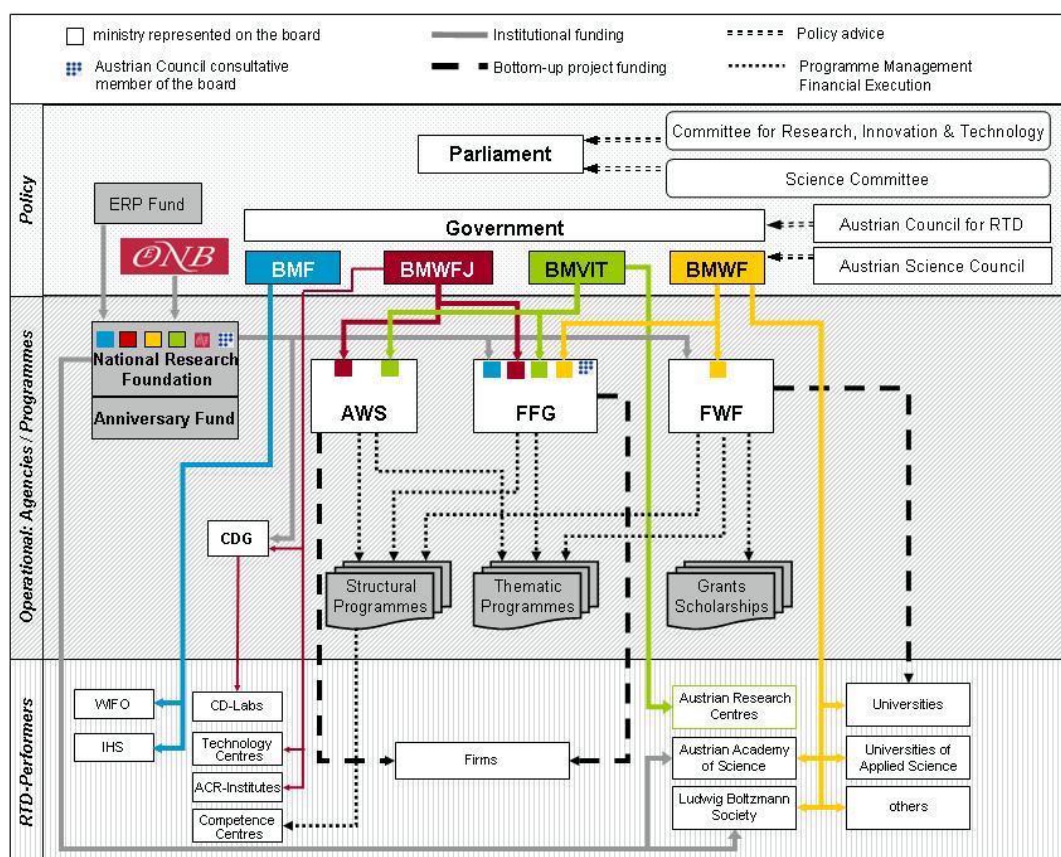 ministry represented on the board
Institutional funding
Policy advice
Austrian Council consultative
member of the board
Bottom-up project funding
Programme Management
Financial Execution
Policy
Parliament
Committee for Research, Innovation & Technology
Science Committee
ERP Fund
Government
Austrian Council for RTD
Austrian Science Council
OeNB
BMF
BMWFJ
BMVIT
BMWF
Operational: Agencies / Programmes
National Research
Foundation
Anniversary Fund
AWS
FFG
FWF
CDG
Structural
Programmes
Thematic
Programmes
Grants
Scholarships
RTD-Performers
WIFO
IHS
CD-Labs
Technology
Centres
ACR-Institutes
Competence
Centres
Firms
Austrian Research
Centres
Austrian Academy
of Science
Ludwig Boltzmann
Society
Universities
Universities of
Applied Science
others